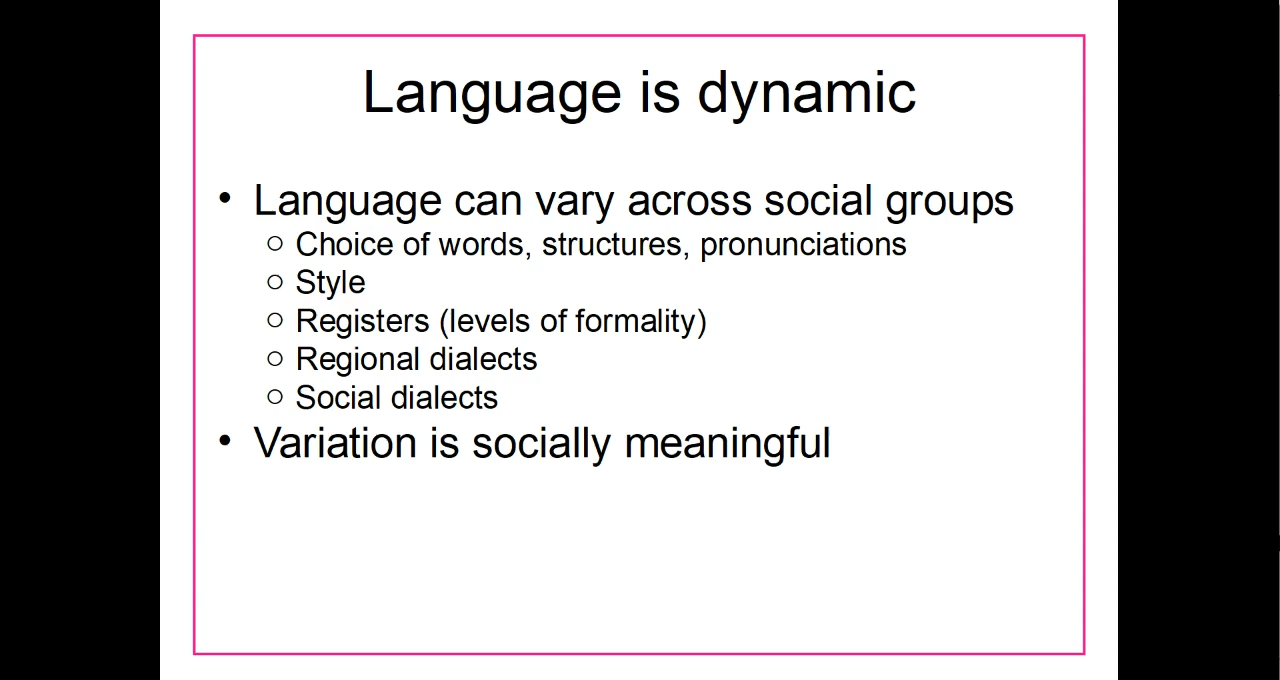 Language is dynamic
• Language can vary across social groups
○ Choice of words, structures, pronunciations
○ Style
○ Registers (levels of formality)
○ Regional dialects
○ Social dialects
• Variation is socially meaningful